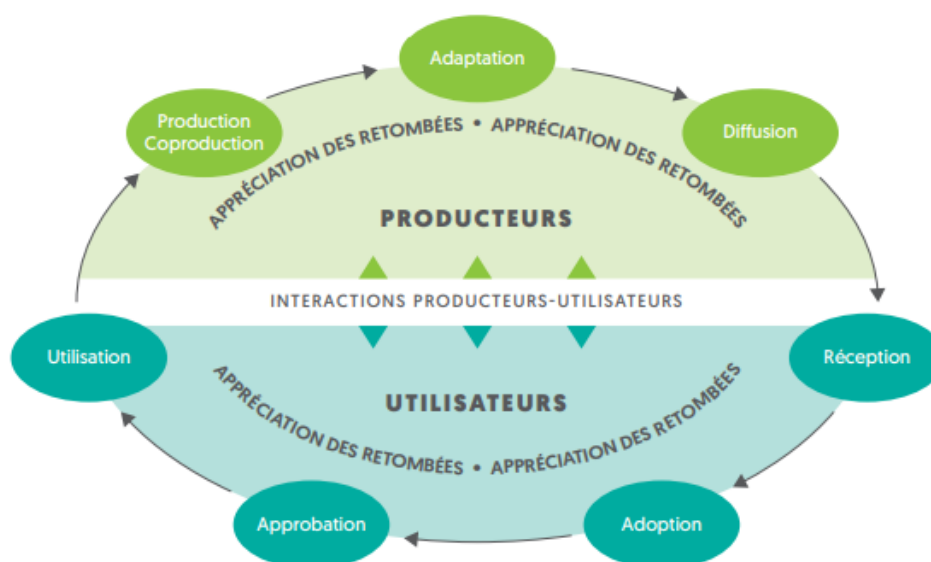 Adaptation
Production
Coproduction
Diffusion
APPRÉCIATION DES RETOMBÉES • APPRÉCIATION DES RETOMBÉES
PRODUCTEURS
INTERACTIONS PRODUCTEURS-UTILISATEURS
Utilisation
Réception
UTILISATEURS
APPRÉCIATION DES RETOMBÉES • APPRÉCIATION DES RETOMBÉES
Approbation
Adoption